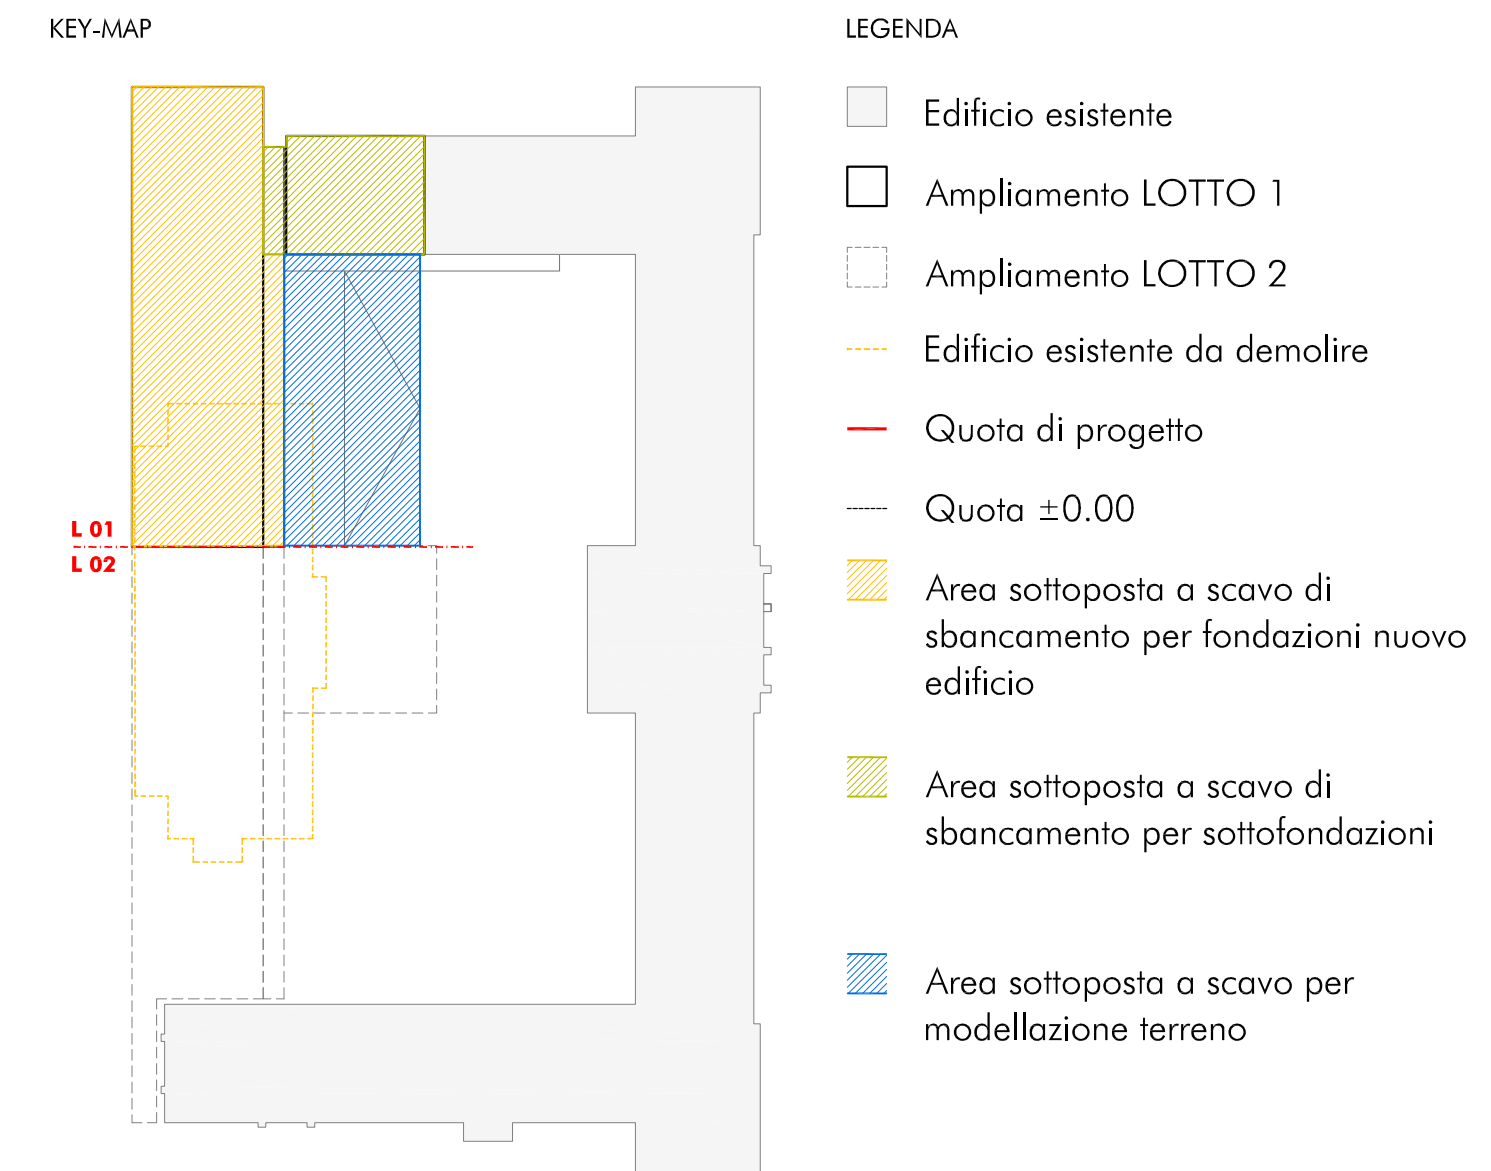 KEY-MAP
L 01
L 02
LEGENDA
Edificio esistente
Ampliamento LOTTO 1
Ampliamento LOTTO 2
Edificio esistente da demolire
Quota di progetto
Quota ±0.00
Area sottoposta a scavo di
sbancamento per fondazioni nuovo
edificio
Area sottoposta a scavo di
sbancamento per sottofondazioni
Area sottoposta a scavo per
modellazione terreno